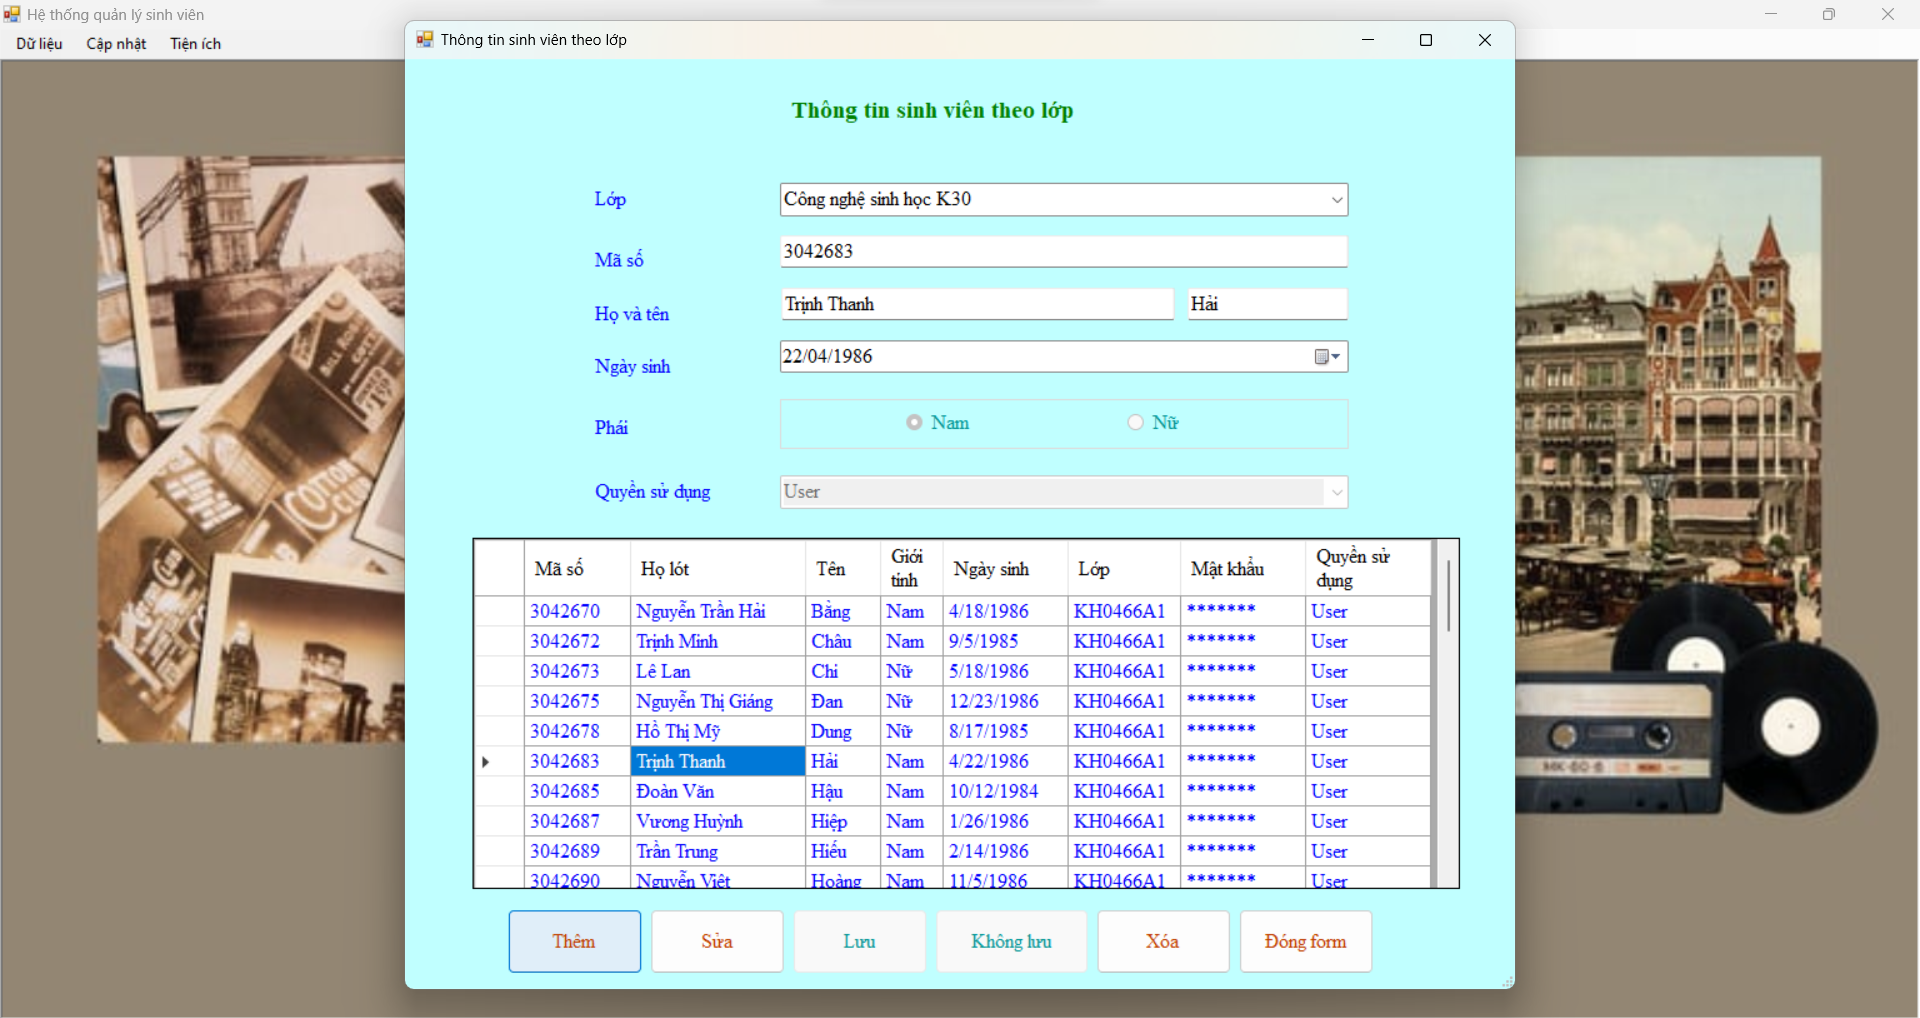 Hệ thống quản lý sinh viên
Dữ liệu Cập nhật Tiện ích
Thông tin sinh viên theo lớp
Thông tin sinh viên theo lớp
Lớp Công nghệ sinh học K30
Mã số 3042683
Họ và tên Trịnh Thanh Hải
Ngày sinh 22/04/1986
Phái Nam Nữ
Quyền sử dụng User
Mã số Họ lót Tên Giới tính Ngày sinh Lớp Mật khẩu Quyền sử dụng
3042670 Nguyễn Trần Hải Bằng Nam 4/18/1986 KH0466A1 ******* User
3042672 Trịnh Minh Châu Nam 9/5/1985 KH0466A1 ******* User
3042673 Lê Lan Chi Nữ 5/18/1986 KH0466A1 ******* User
3042675 Nguyễn Thị Giáng Đan Nữ 12/23/1986 KH0466A1 ******* User
3042678 Hồ Thị Mỹ Dung Nữ 8/17/1985 KH0466A1 ******* User
3042683 Trịnh Thanh Hải Nam 4/22/1986 KH0466A1 ******* User
3042685 Đoàn Văn Hậu Nam 10/12/1984 KH0466A1 ******* User
3042687 Vương Huỳnh Hiệp Nam 1/26/1986 KH0466A1 ******* User
3042689 Trần Trung Hiếu Nam 2/14/1986 KH0466A1 ******* User
3042690 Nguyễn Việt Hoàng Nam 11/5/1986 KH0466A1 ******* User
Thêm Sửa Lưu Không lưu Xóa Đóng form
COTTON
CLUB